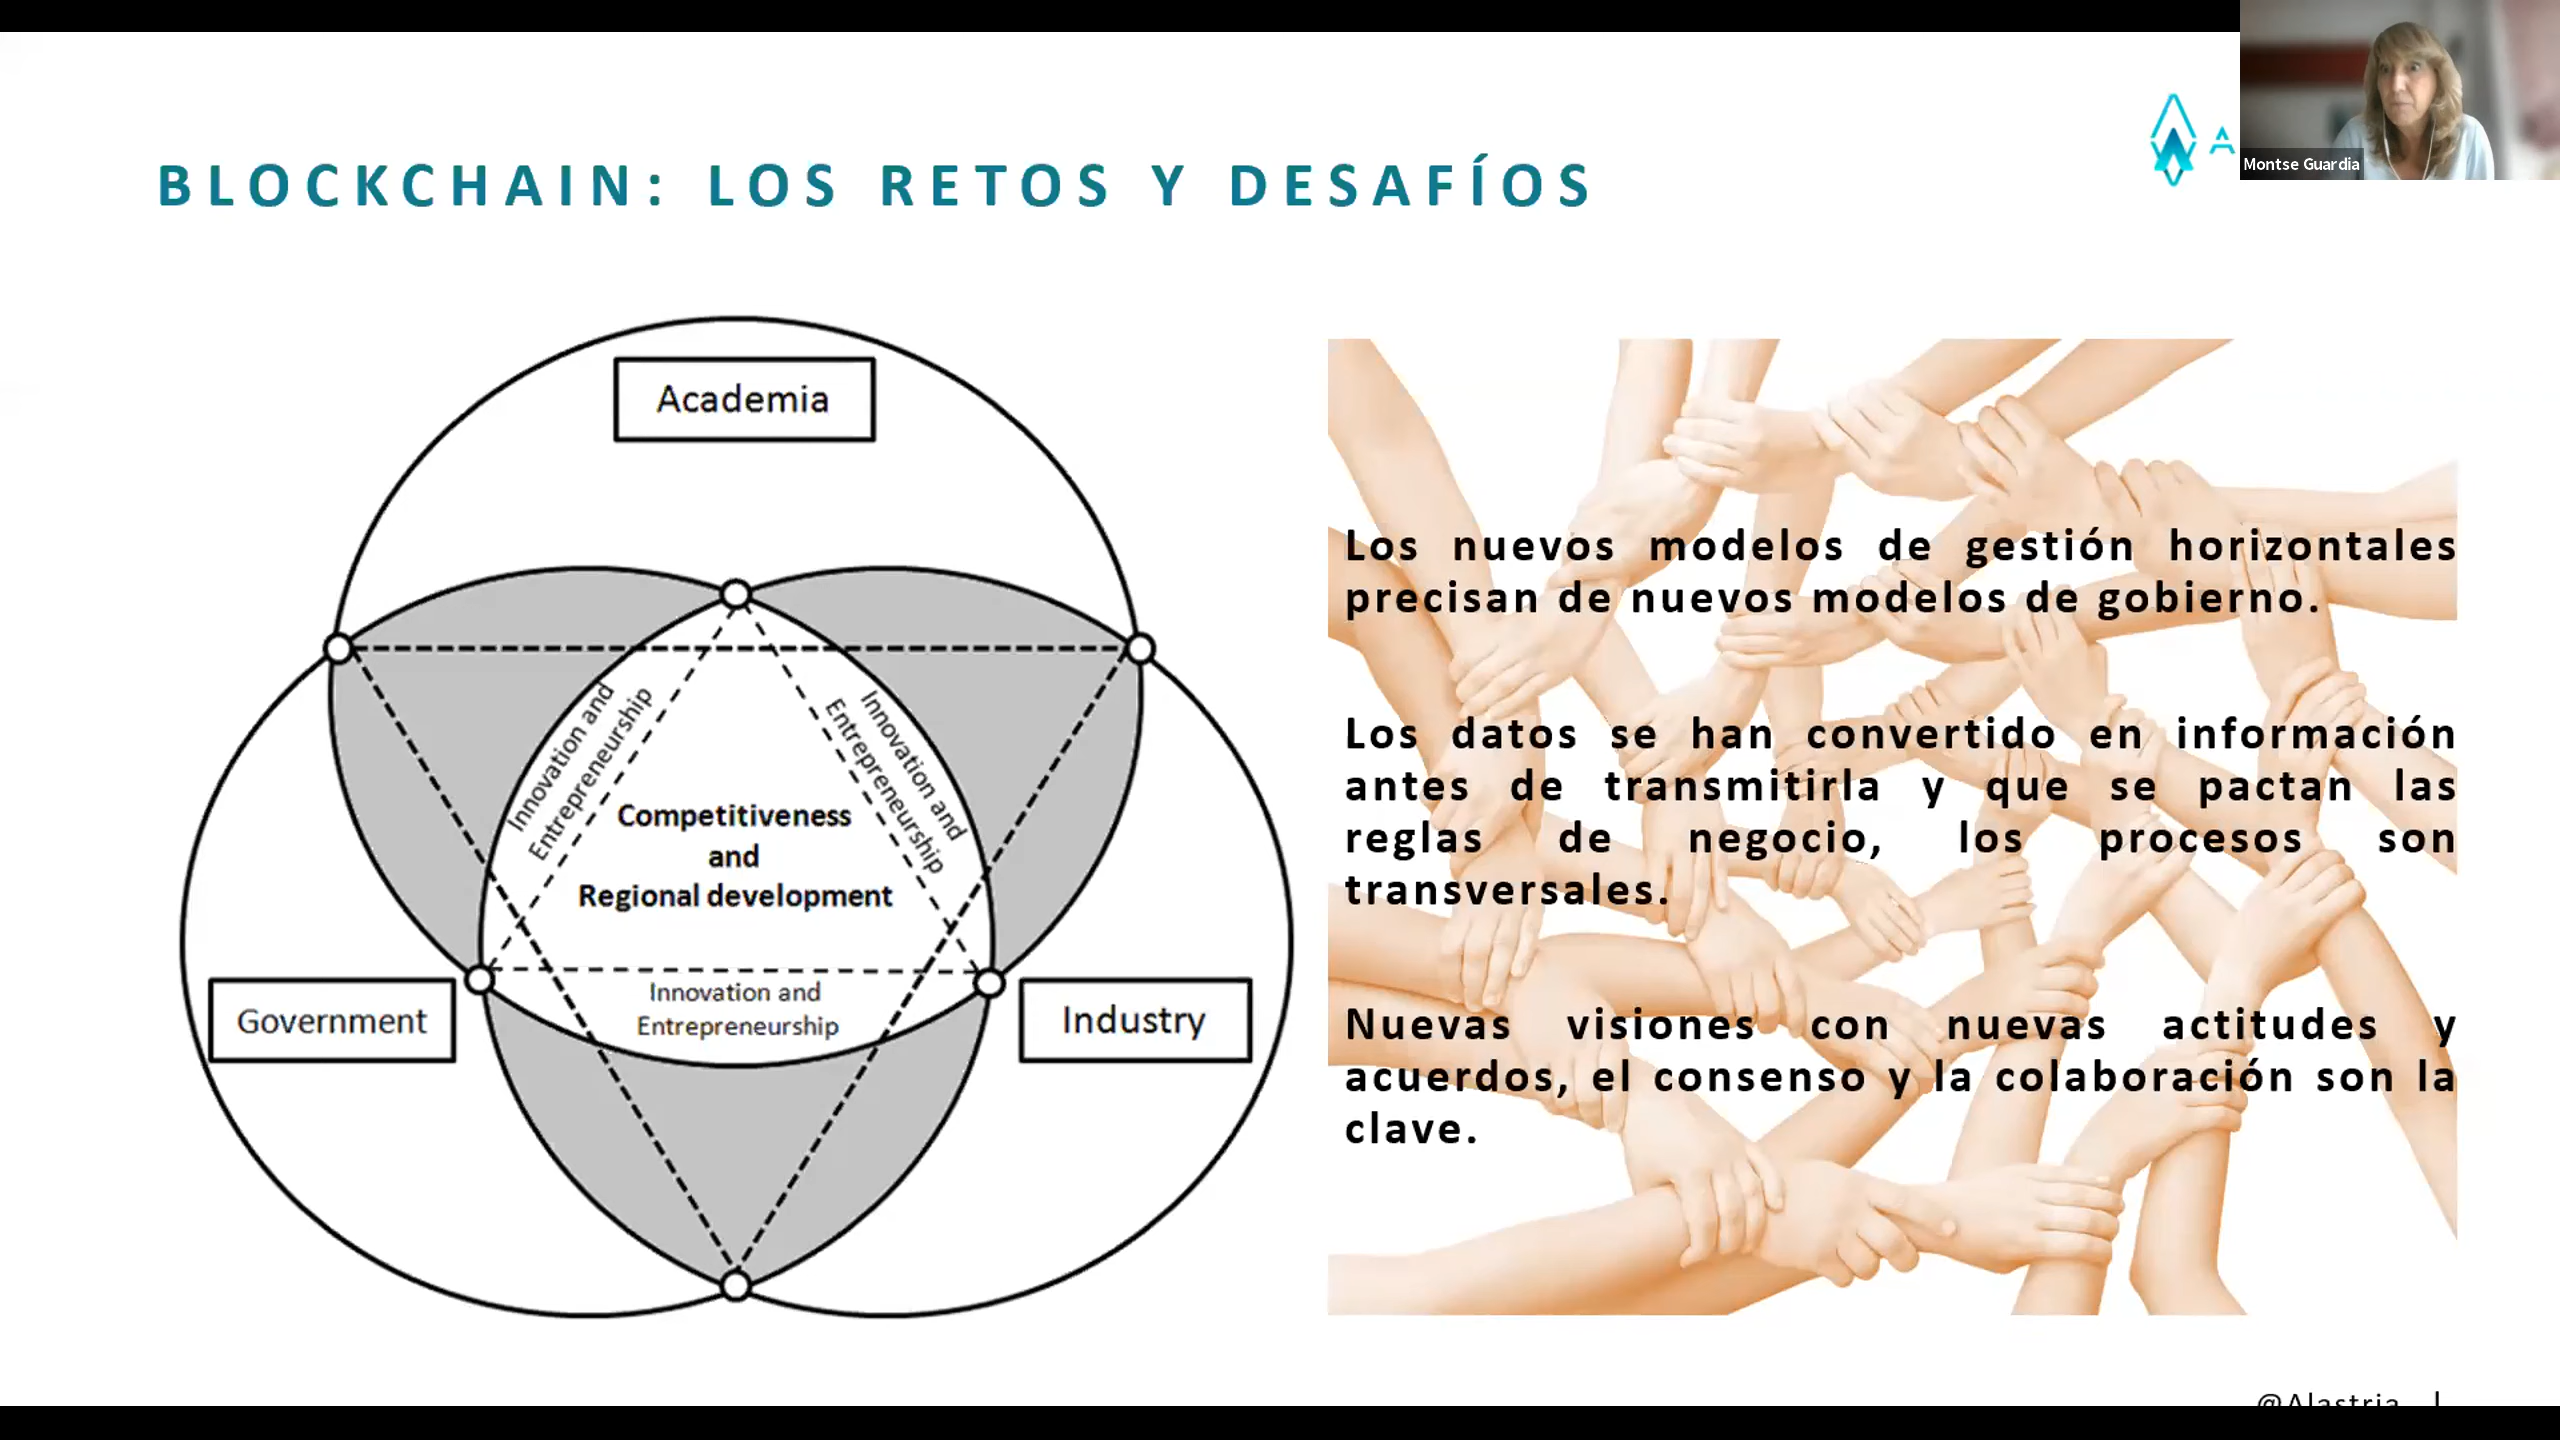 Montse Guardia
BLOCKCHAIN: LOS RETOS Y DESAFÍOS
Academia
Innovation and
Entrepreneurship
Innovation and
Entrepreneurship
Competitiveness
and
Regional development
Innovation and
Entrepreneurship
Government
Industry
Los nuevos modelos de gestión horizontales
precisan de nuevos modelos de gobierno.
Los datos se han convertido en información
antes de transmitirla y que se pactan las
reglas de negocio, los procesos son
transversales.
Nuevas visiones con nuevas actitudes y
acuerdos, el consenso y la colaboración son la
clave.
@Alastria |